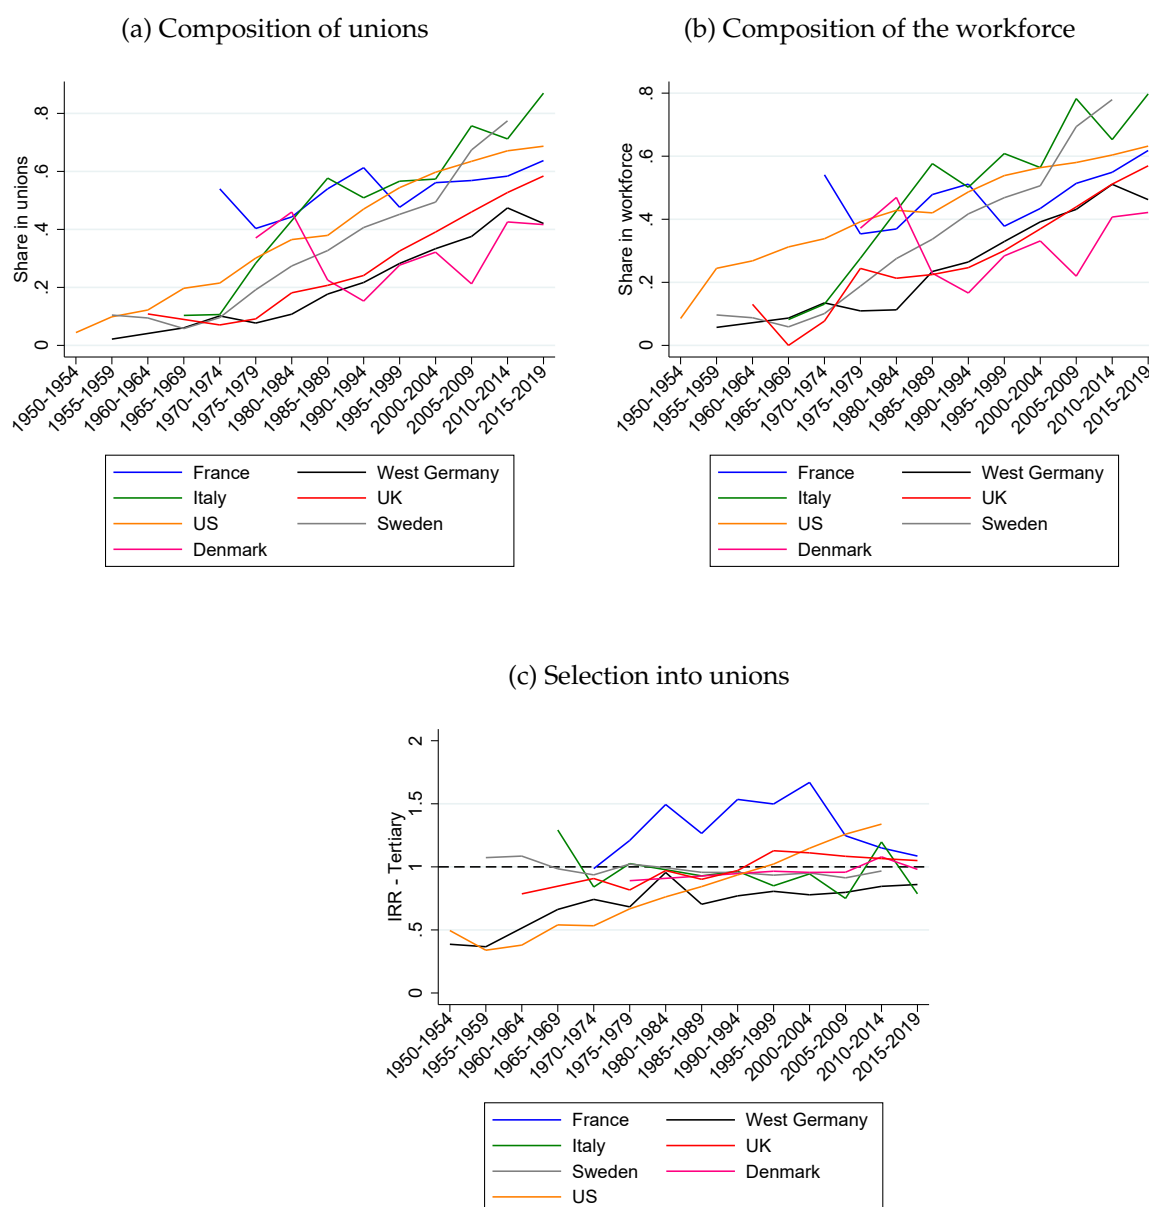 (a) Composition of unions
Share in unions
0 .2 .4 .6 .8
1950-1954 1955-1959 1960-1964 1965-1969 1970-1974 1975-1979 1980-1984 1985-1989 1990-1994 1995-1999 2000-2004 2005-2009 2010-2014 2015-2019
France West Germany
Italy UK
US Sweden
Denmark
(b) Composition of the workforce
Share in workforce
0 .2 .4 .6 .8
1950-1954 1955-1959 1960-1964 1965-1969 1970-1974 1975-1979 1980-1984 1985-1989 1990-1994 1995-1999 2000-2004 2005-2009 2010-2014 2015-2019
France West Germany
Italy UK
US Sweden
Denmark
(c) Selection into unions
IRR - Tertiary
0 .5 1 1.5 2
1950-1954 1955-1959 1960-1964 1965-1969 1970-1974 1975-1979 1980-1984 1985-1989 1990-1994 1995-1999 2000-2004 2005-2009 2010-2014 2015-2019
France West Germany
Italy UK
Sweden Denmark
US